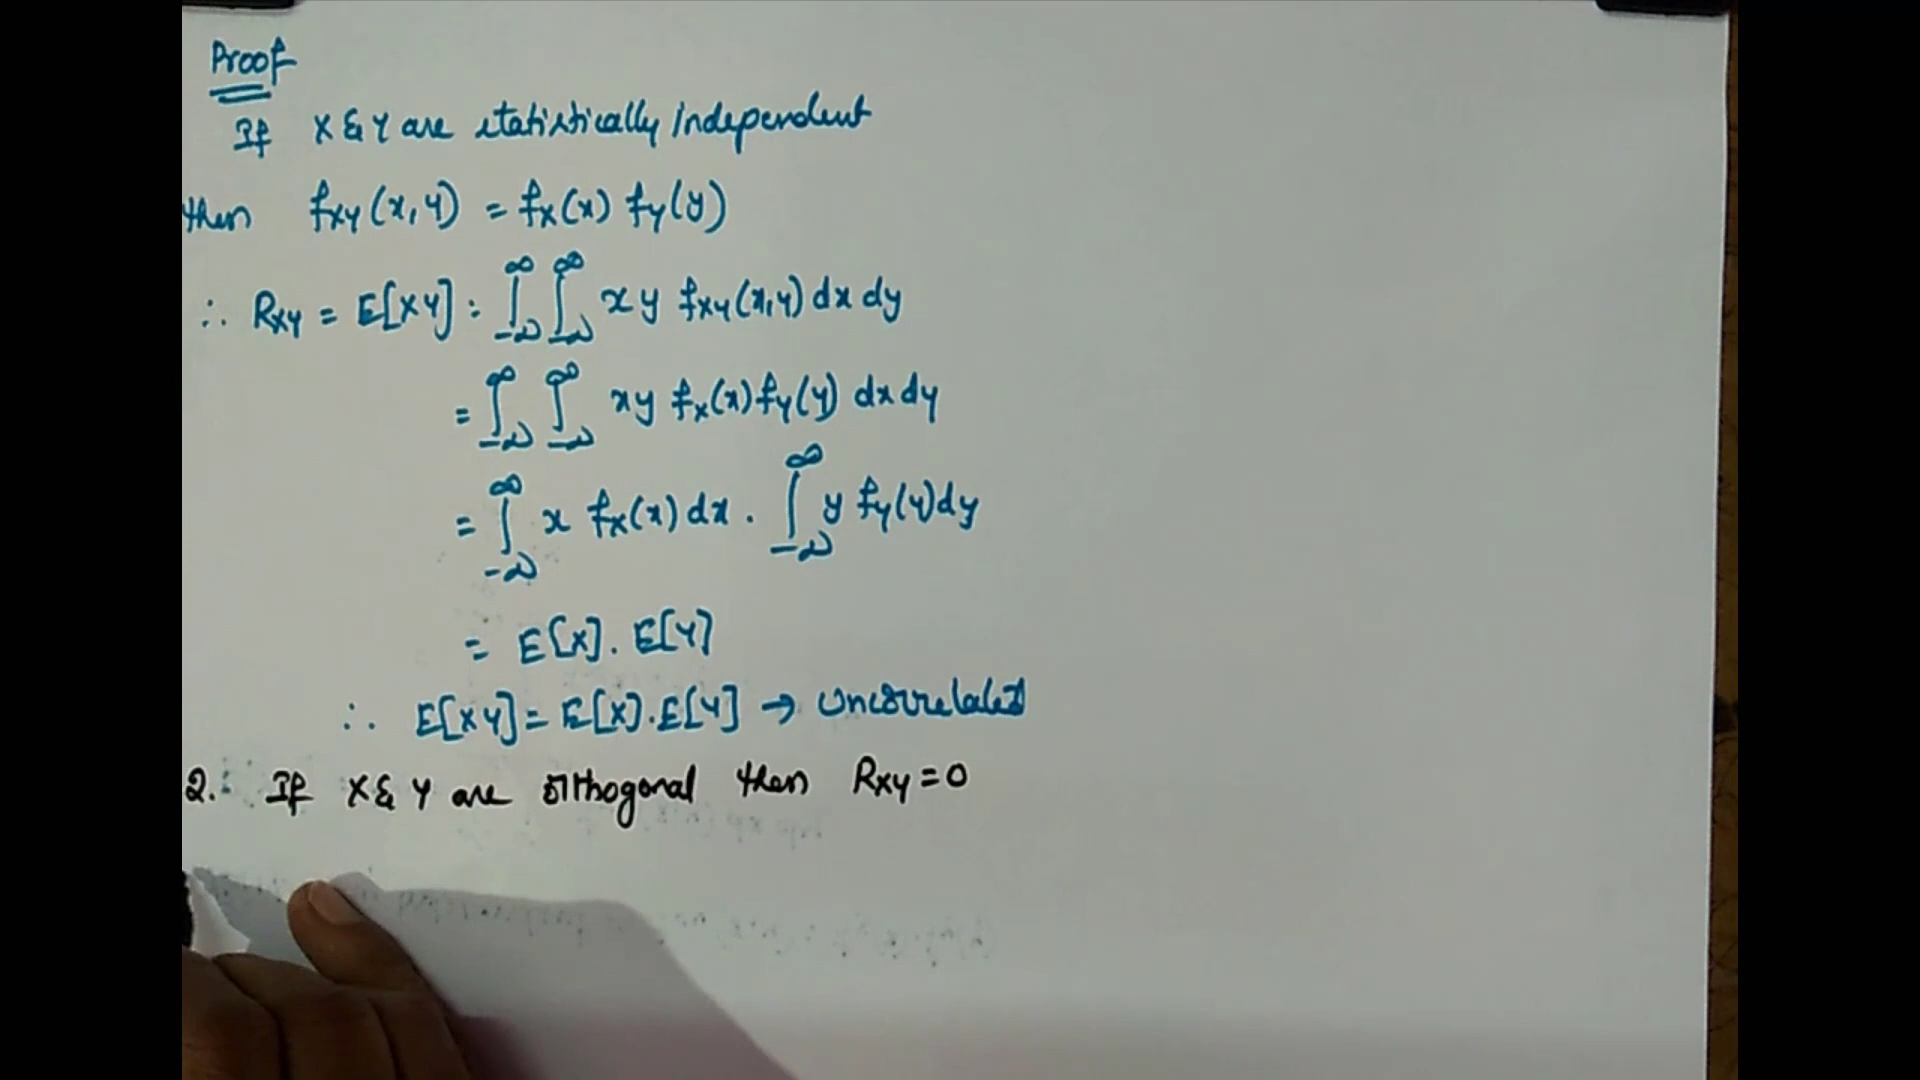 Proof
If X & Y are statistically independent
then fXY(x,y) = fX(x) fY(y)
∴ RXY = E[XY] = ∫_{-∞}^{∞} ∫_{-∞}^{∞} x y fXY(x,y) dx dy
= ∫_{-∞}^{∞} ∫_{-∞}^{∞} xy fX(x) fY(y) dx dy
= ∫_{-∞}^{∞} x fX(x) dx . ∫_{-∞}^{∞} y fY(y) dy
= E[X] . E[Y]
∴ E[XY] = E[X] . E[Y] → uncorrelated
2. If X & Y are orthogonal then RXY = 0